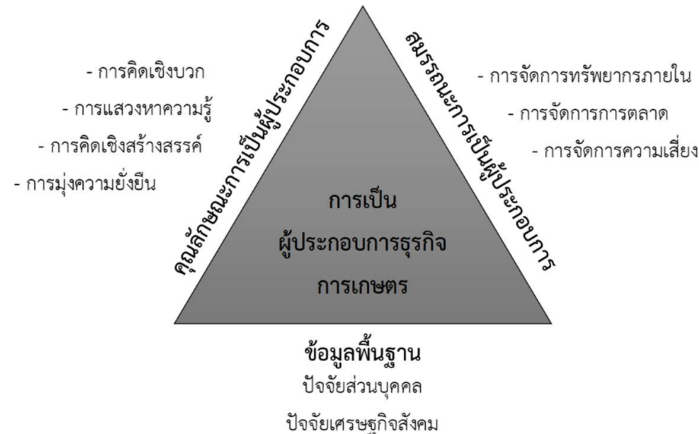 คุณลักษณะการเป็นผู้ประกอบการ
- การคิดเชิงบวก
- การแสวงหาความรู้
- การคิดเชิงสร้างสรรค์
- การมุ่งความยั่งยืน
สมรรถนะการเป็นผู้ประกอบการ
- การจัดการทรัพยากรภายใน
- การจัดการการตลาด
- การจัดการความเสี่ยง
การเป็น
ผู้ประกอบการธุรกิจ
การเกษตร
ข้อมูลพื้นฐาน
ปัจจัยส่วนบุคคล
ปัจจัยเศรษฐกิจสังคม